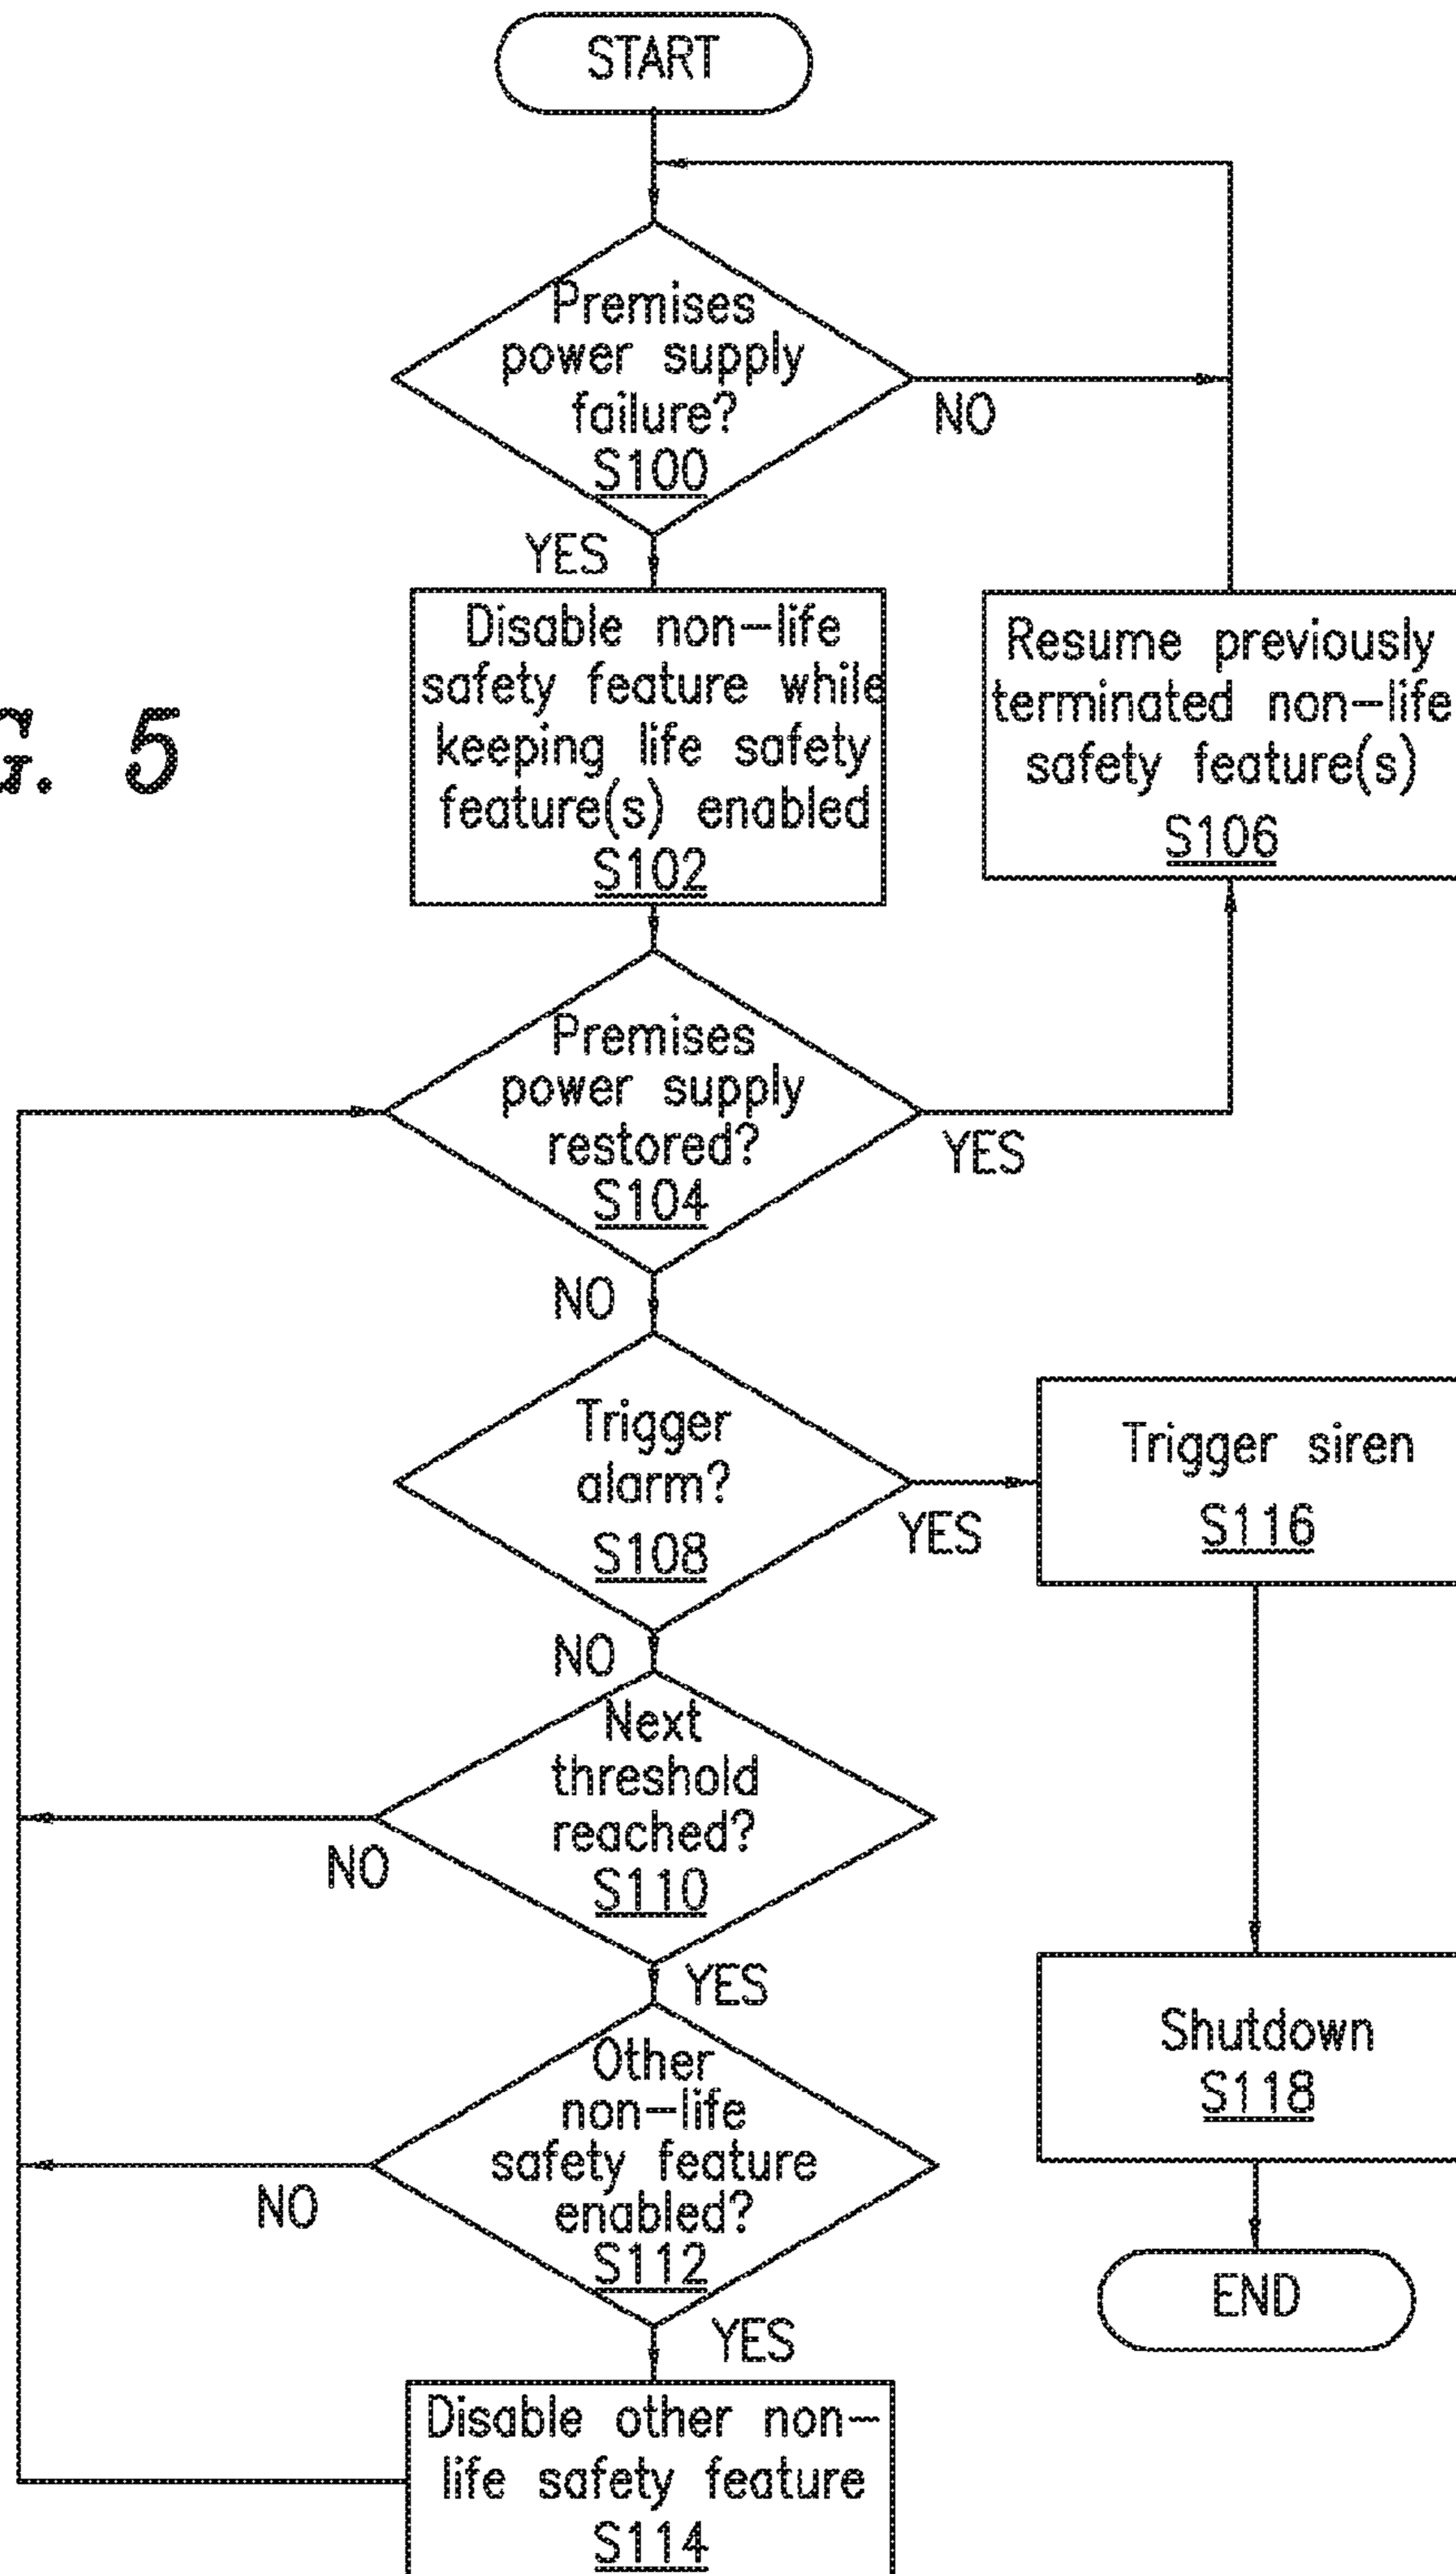 START
Premises
power supply
failure?
S100
NO
YES
Disable non-life
safety feature while
keeping life safety
feature(s) enabled
S102
Resume previously
terminated non-life
safety feature(s)
S106
G. 5
Premises
power supply
restored?
S104
YES
NO
Trigger
alarm?
S108
YES
Trigger siren
S116
NO
Next
threshold
reached?
S110
NO
YES
Shutdown
S118
Other
non-life
safety feature
enabled?
S112
NO
YES
END
Disable other non-
life safety feature
S114